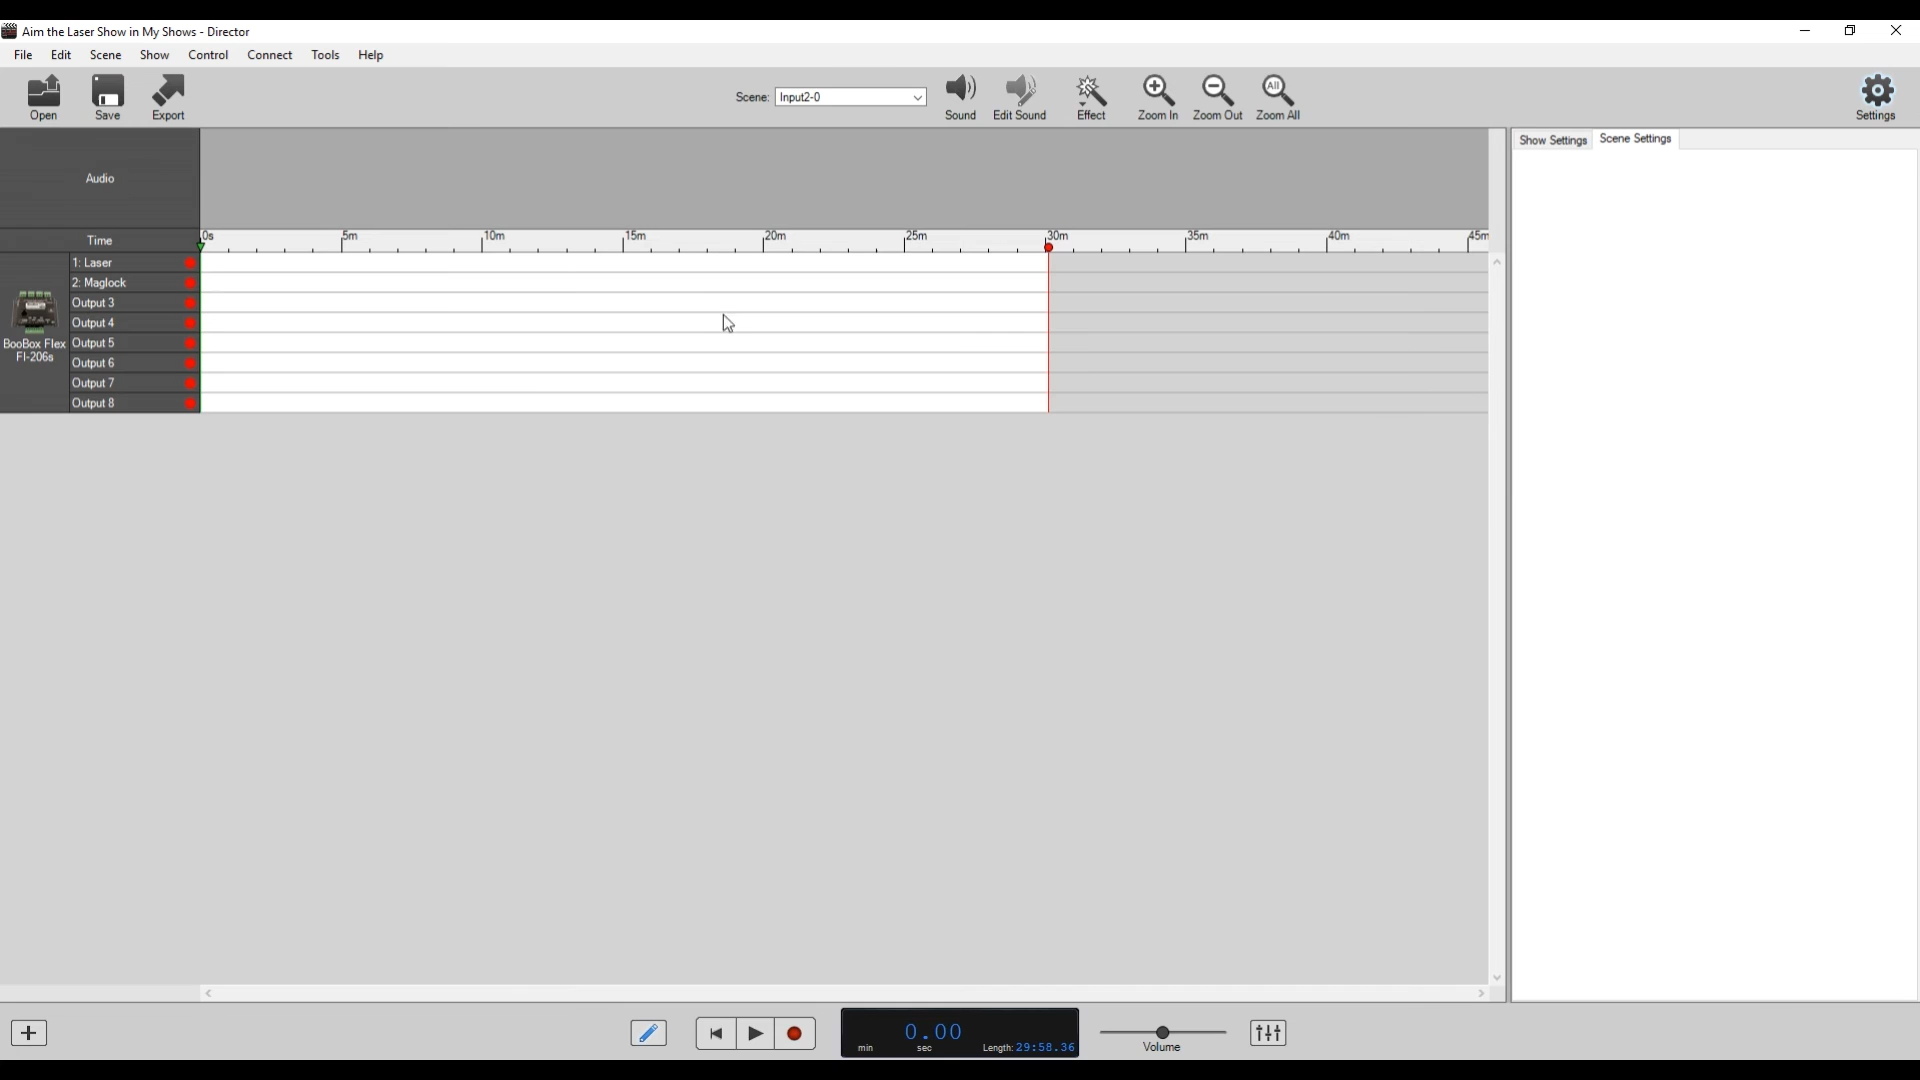 Aim the Laser Show in My Shows - Director
File Edit Scene Show Control Connect Tools Help
Open Save Export Scene: Input2-0 Sound Edit Sound Effect Zoom In Zoom Out All Zoom All Settings
Show Settings Scene Settings
Audio
Time 0s 5m 10m 15m 20m 25m 30m 35m 40m 45m
1: Laser
2: Maglock
Output 3
Output 4
BooBox Flex
FI-206s
Output 5
Output 6
Output 7
Output 8
0.00
min sec Length: 29:58.36
Volume